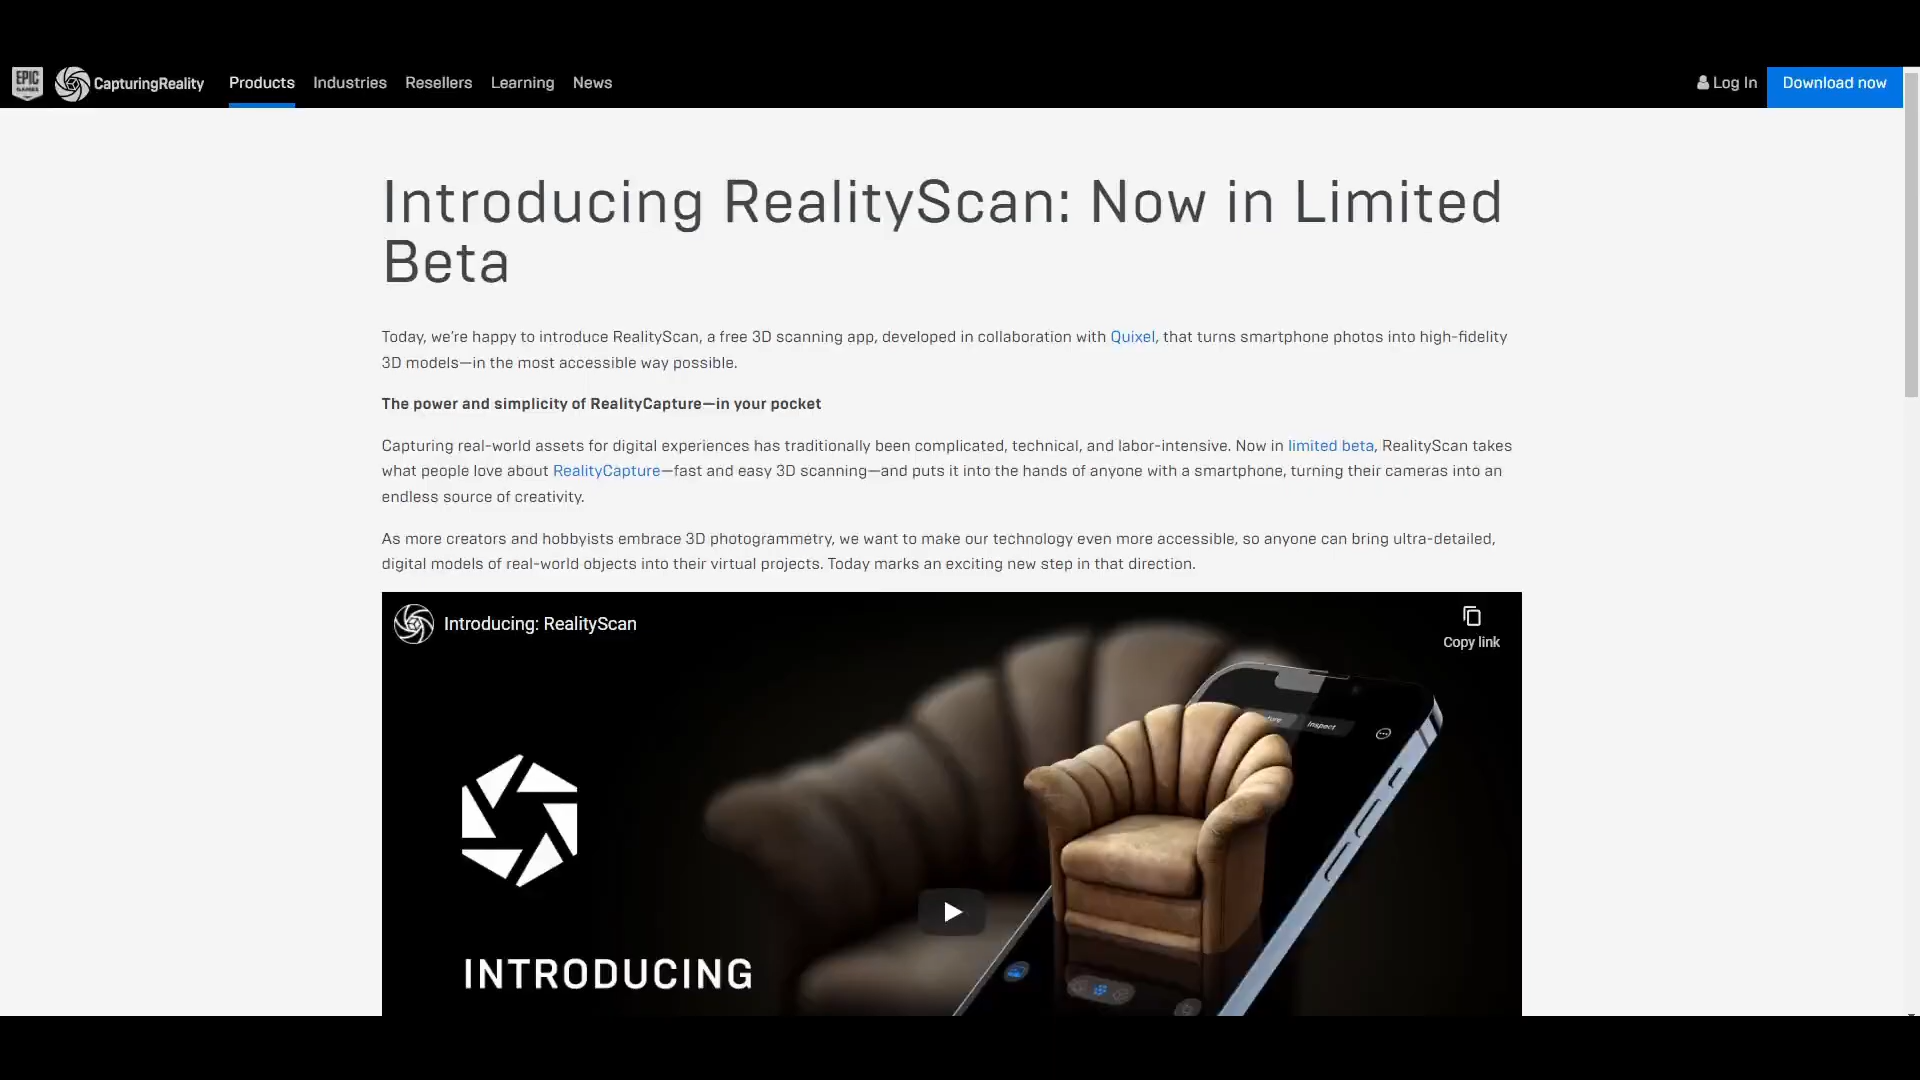 EPIC GAMES CapturingReality Products Industries Resellers Learning News Log In Download now
Introducing RealityScan: Now in Limited
Beta
Today, we're happy to introduce RealityScan, a free 3D scanning app, developed in collaboration with Quixel, that turns smartphone photos into high-fidelity
3D models—in the most accessible way possible.
The power and simplicity of RealityCapture—in your pocket
Capturing real-world assets for digital experiences has traditionally been complicated, technical, and labor-intensive. Now in limited beta, RealityScan takes
what people love about RealityCapture—fast and easy 3D scanning—and puts it into the hands of anyone with a smartphone, turning their cameras into an
endless source of creativity.
As more creators and hobbyists embrace 3D photogrammetry, we want to make our technology even more accessible, so anyone can bring ultra-detailed,
digital models of real-world objects into their virtual projects. Today marks an exciting new step in that direction.
Introducing: RealityScan
Copy link
Inspect
INTRODUCING